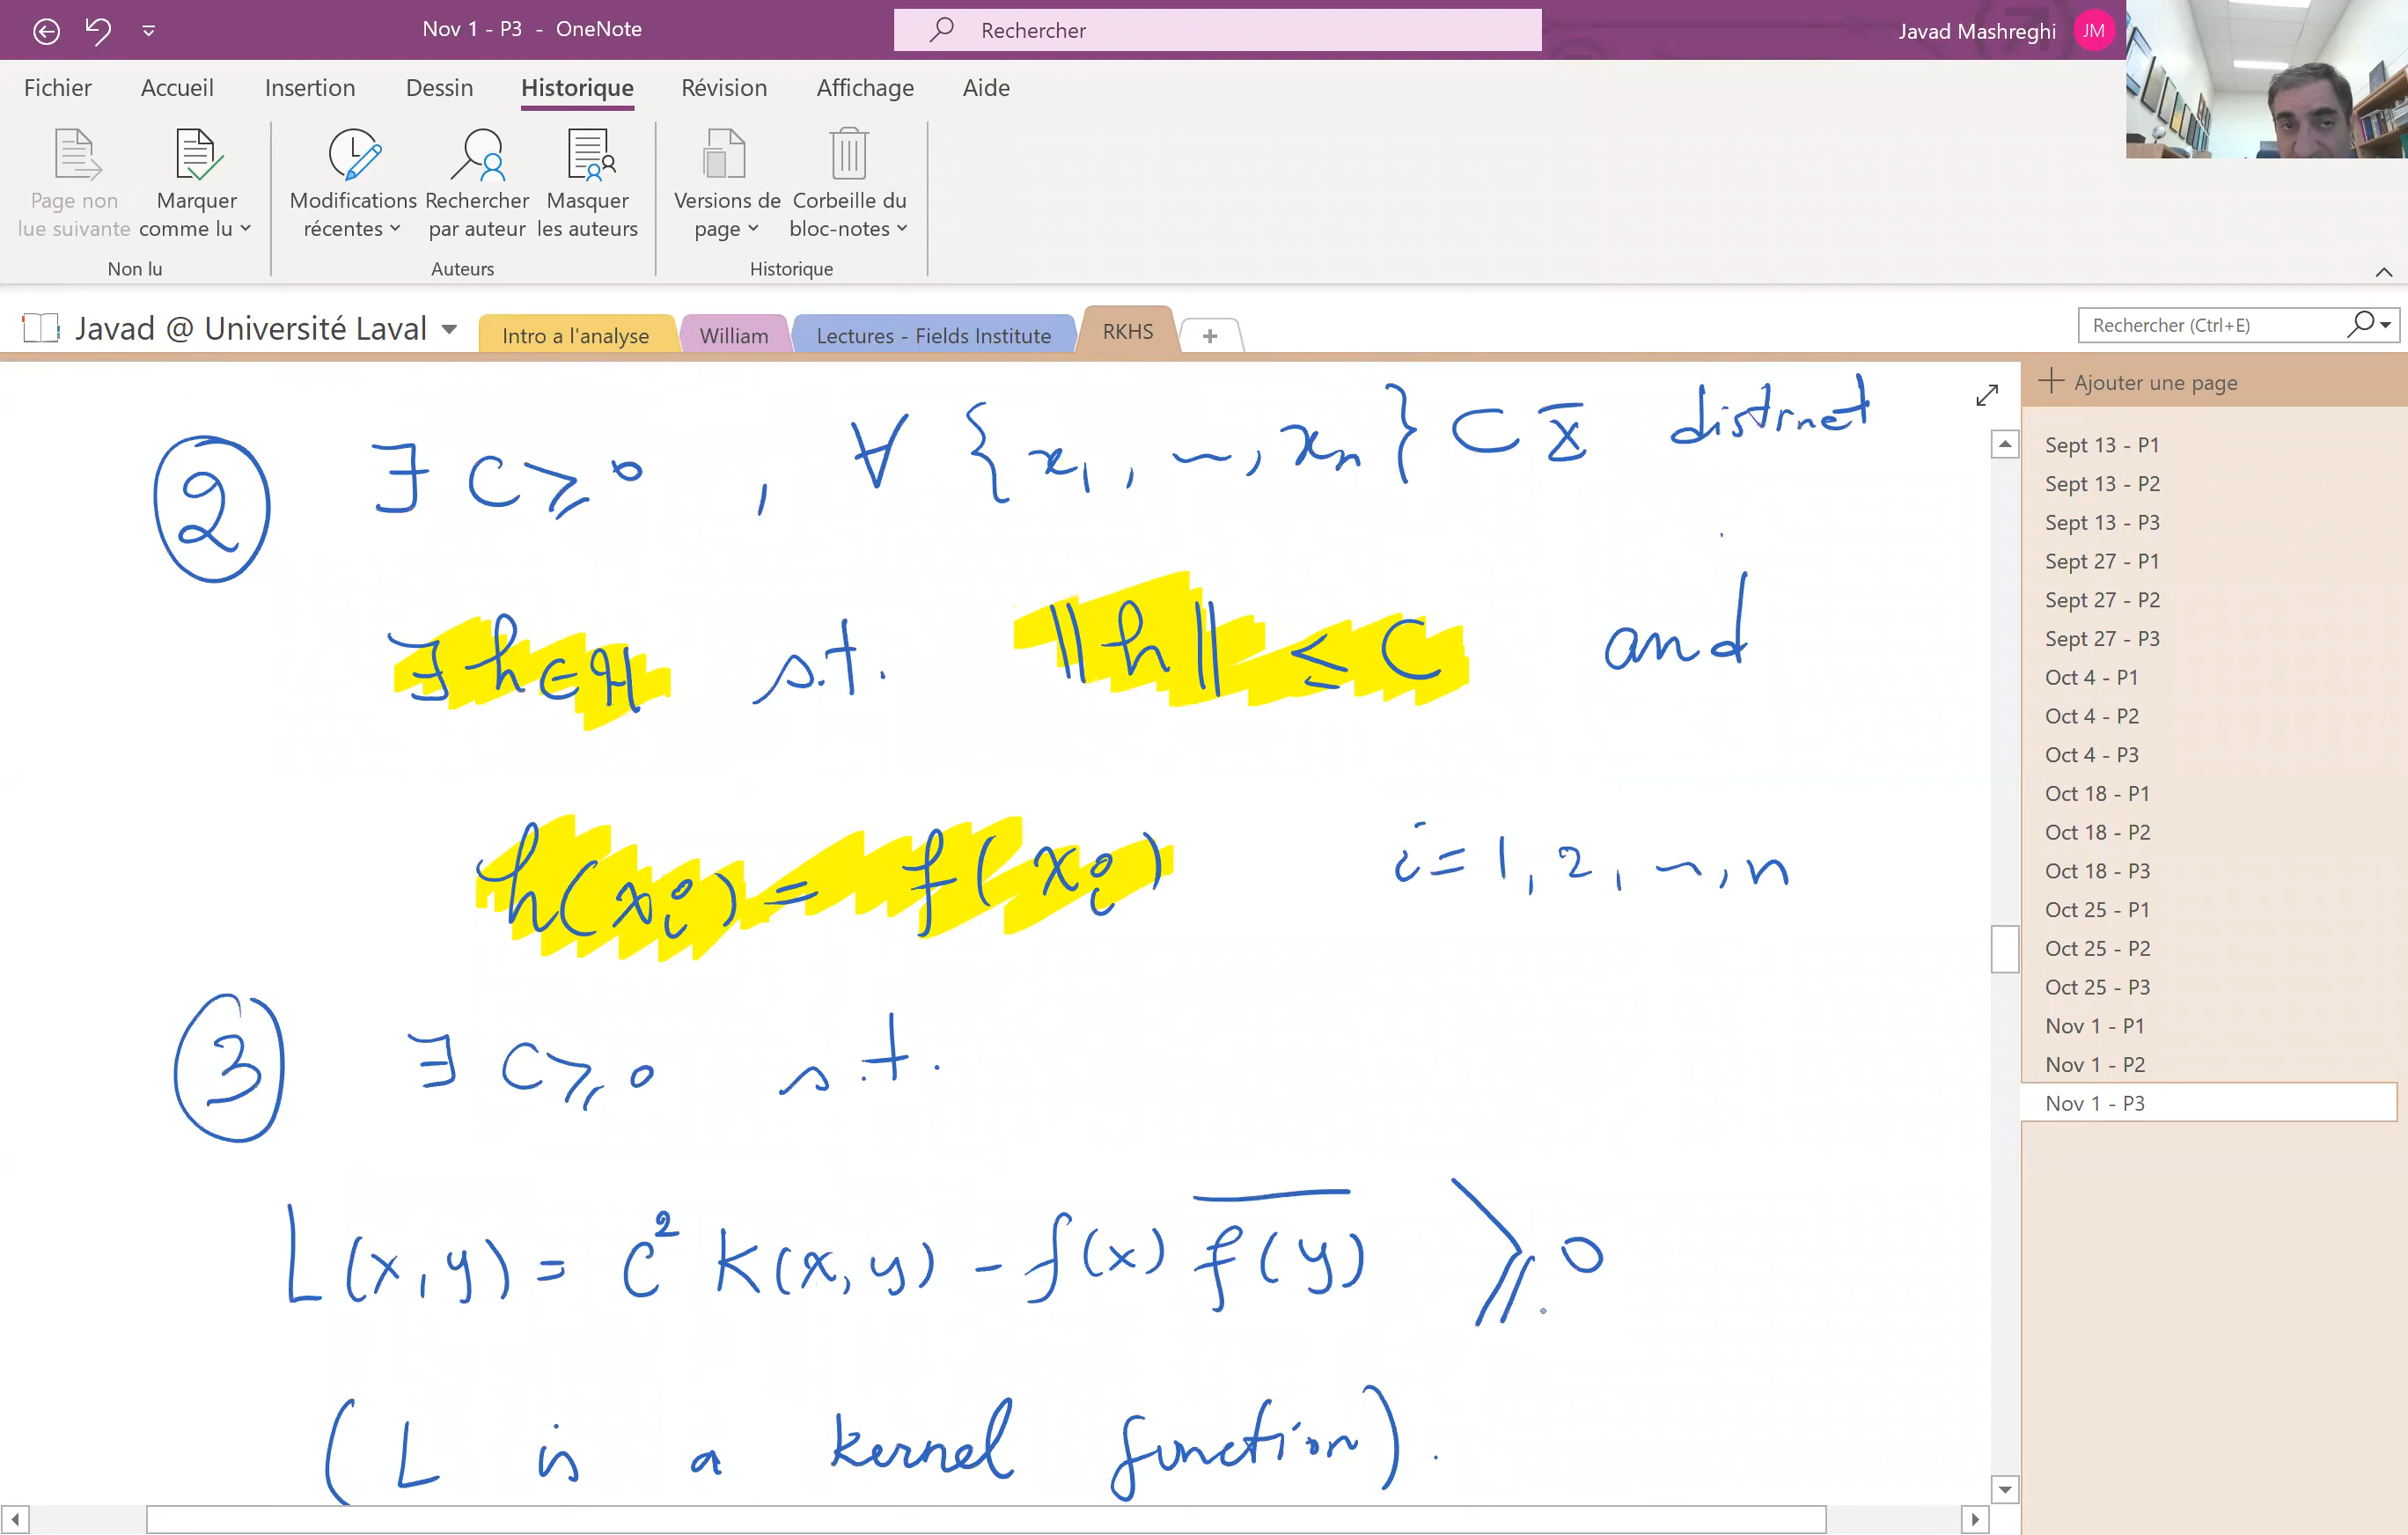 Nov 1 - P3 - OneNote
Rechercher
Javad Mashreghi
JM
Fichier Accueil Insertion Dessin Historique Révision Affichage Aide
Page non lue suivante
Marquer comme lu
Modifications récentes
Rechercher par auteur
Masquer les auteurs
Versions de page
Corbeille du bloc-notes
Non lu
Auteurs
Historique
Javad @ Université Laval
Intro a l'analyse
William
Lectures - Fields Institute
RKHS
+
Rechercher (Ctrl+E)
② ∃ C ≥ 0 , ∀ {x₁, ~, xₙ} ⊂ X distinct
∃ h ∈ H s.t. ‖h‖ ≤ C and
h(xᵢ) = f(xᵢ) i = 1, 2, ~, n
③ ∃ C ≥ 0 s.t.
L(x,y) = C² K(x,y) - f(x) \overline{f(y)} ≥ 0
(L is a kernel function).
Ajouter une page
Sept 13 - P1
Sept 13 - P2
Sept 13 - P3
Sept 27 - P1
Sept 27 - P2
Sept 27 - P3
Oct 4 - P1
Oct 4 - P2
Oct 4 - P3
Oct 18 - P1
Oct 18 - P2
Oct 18 - P3
Oct 25 - P1
Oct 25 - P2
Oct 25 - P3
Nov 1 - P1
Nov 1 - P2
Nov 1 - P3